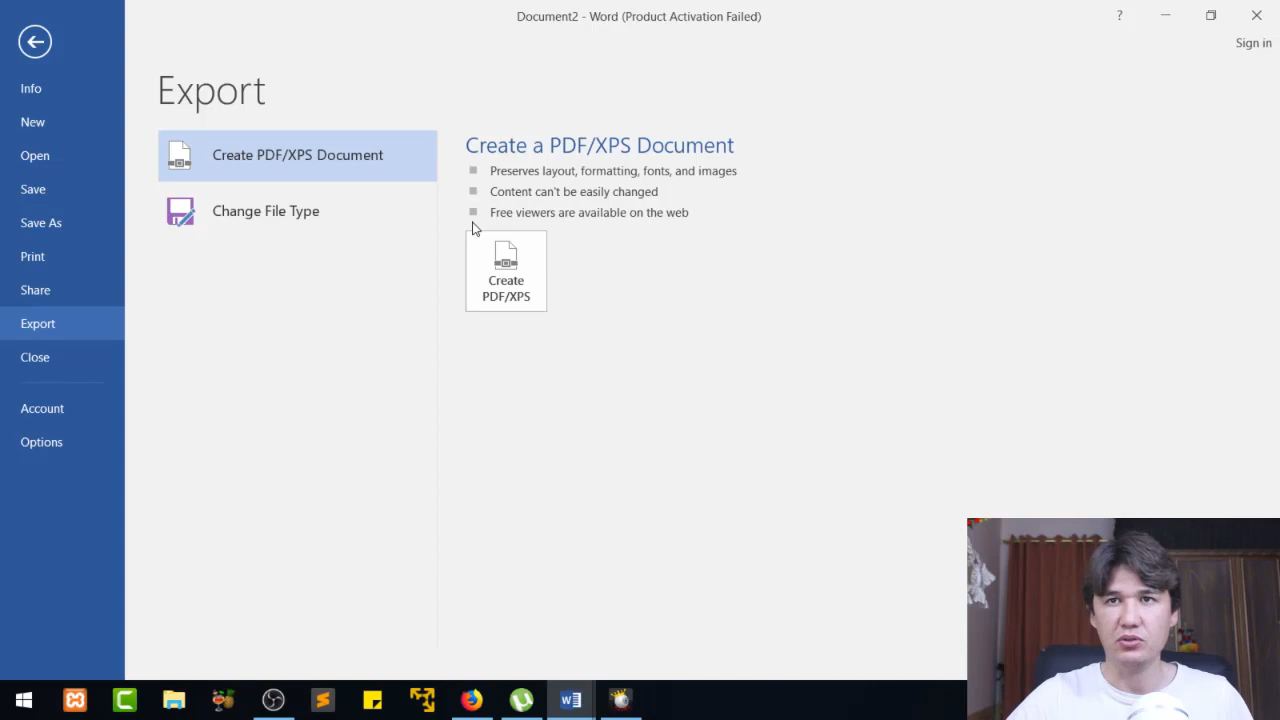 Document2 - Word (Product Activation Failed)
?
Sign in
Info
New
Open
Save
Save As
Print
Share
Export
Close
Account
Options
Export
Create PDF/XPS Document
Change File Type
Create a PDF/XPS Document
Preserves layout, formatting, fonts, and images
Content can't be easily changed
Free viewers are available on the web
Create
PDF/XPS